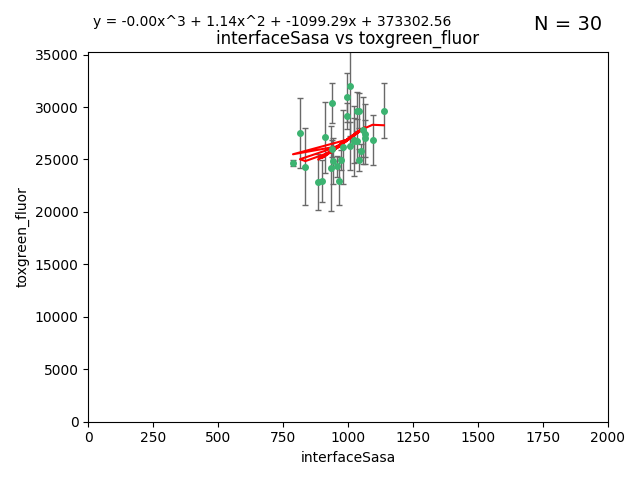 y = -0.00x^3 + 1.14x^2 + -1099.29x + 373302.56
N = 30
interfaceSasa vs toxgreen_fluor
35000
30000
25000
20000
15000
10000
5000
0
toxgreen_fluor
0 250 500 750 1000 1250 1500 1750 2000
interfaceSasa